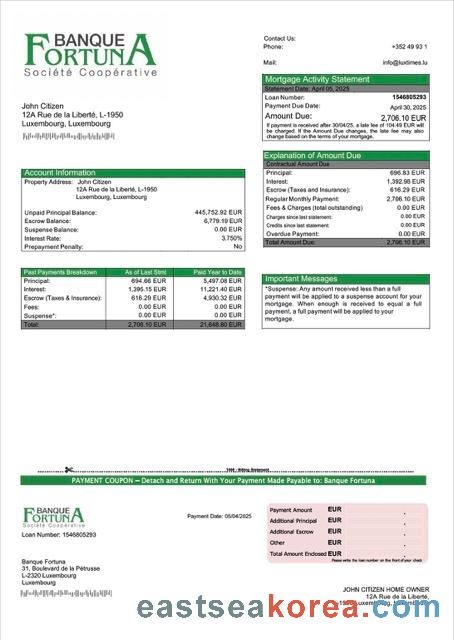 BANQUE
FORTUNA
Société Coopérative
Contact Us:
Phone: +352 49 93 1
Mail: info@luxtimes.lu
Mortgage Activity Statement
Statement Date: April 05, 2025
Loan Number: 1546805293
Payment Due Date: April 30, 2025
Amount Due: 2,706.10 EUR
If payment is received after 30/04/25, a late fee of 104.49 EUR will
be charged. If the Amount Due changes, the late fee may also
change based on the terms of your mortgage.
John Citizen
12A Rue de la Liberté, L-1950
Luxembourg, Luxembourg
Explanation of Amount Due
Contractual Amount Due
Principal: 696.83 EUR
Interest: 1,392.98 EUR
Escrow (Taxes and Insurance): 616.29 EUR
Regular Monthly Payment: 2,706.10 EUR
Fees & Charges (total outstanding) 0.00 EUR
Charges since last statement: 0.00 EUR
Credits since last statement: 0.00 EUR
Overdue Payment: 0.00 EUR
Total Amount Due: 2,706.10 EUR
Account Information
Property Address: John Citizen
12A Rue de la Liberté, L-1950
Luxembourg, Luxembourg
Unpaid Principal Balance: 445,752.92 EUR
Escrow Balance: 6,779.19 EUR
Suspense Balance: 0.00 EUR
Interest Rate: 3.750%
Prepayment Penalty: No
Past Payments Breakdown As of Last Stmt Paid Year to Date
Principal: 694.66 EUR 5,497.08 EUR
Interest: 1,395.15 EUR 11,221.40 EUR
Escrow (Taxes & Insurance): 616.29 EUR 4,930.32 EUR
Fees: 0.00 EUR 0.00 EUR
Suspense*: 0.00 EUR 0.00 EUR
Total: 2,706.10 EUR 21,648.80 EUR
Important Messages
*Suspense: Any amount received less than a full
payment will be applied to a suspense account for your
mortgage. When enough is received to equal a full
payment, a full payment will be applied to your
mortgage.
Billing Statement
PAYMENT COUPON – Detach and Return With Your Payment Made Payable to: Banque Fortuna
BANQUE
FORTUNA
Société Coopérative
Loan Number: 1546805293
Payment Date: 05/04/2025
Payment Amount EUR .
Additional Principal EUR .
Additional Escrow EUR .
Other EUR .
Total Amount Enclosed EUR .
Please write the loan number on the front of your check
Banque Fortuna
31, Boulevard de la Pétrusse
L-2320 Luxembourg
Luxembourg
JOHN CITIZEN HOME OWNER
12A Rue de la Liberté,
eastseakorea.com